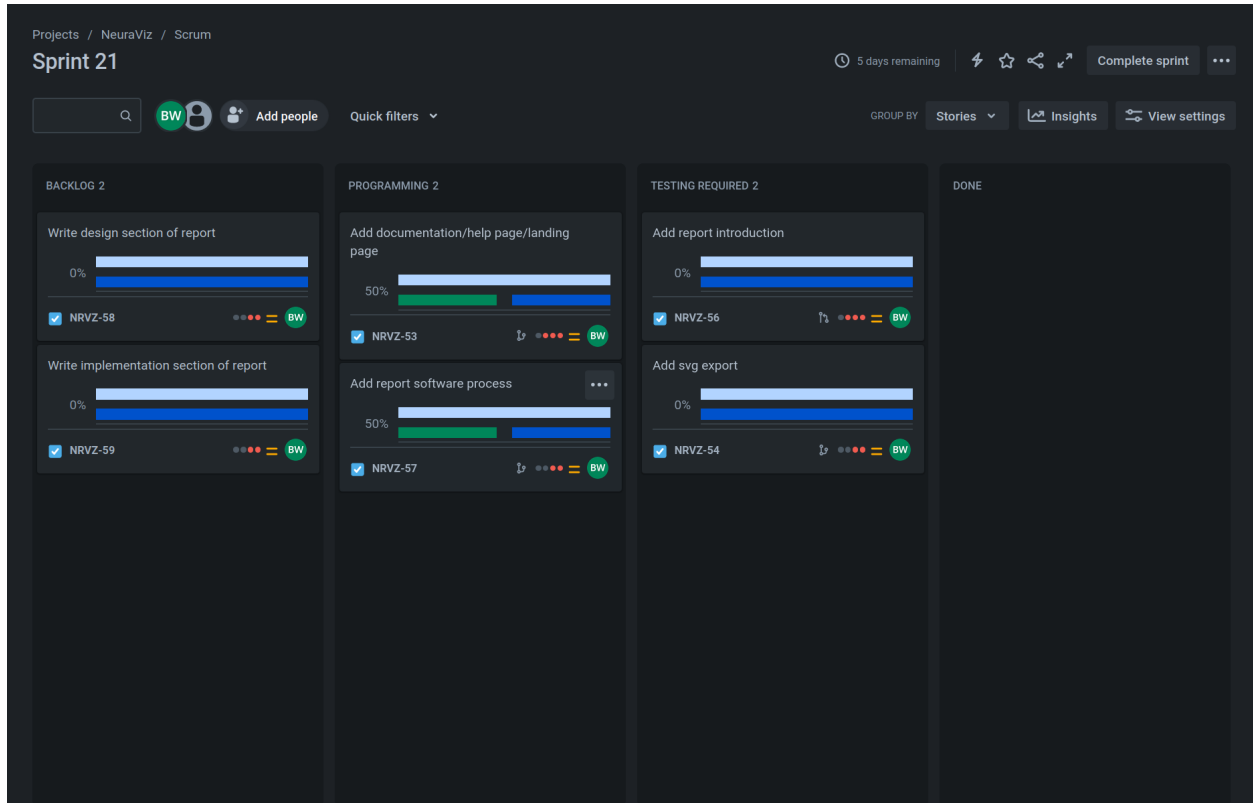 Projects / NeuraViz / Scrum
Sprint 21
5 days remaining
Complete sprint
BW
Add people
Quick filters
GROUP BY
Stories
Insights
View settings
BACKLOG 2
Write design section of report
0%
NRVZ-58
BW
Write implementation section of report
0%
NRVZ-59
BW
PROGRAMMING 2
Add documentation/help page/landing
page
50%
NRVZ-53
BW
Add report software process
50%
NRVZ-57
BW
TESTING REQUIRED 2
Add report introduction
0%
NRVZ-56
BW
Add svg export
0%
NRVZ-54
BW
DONE